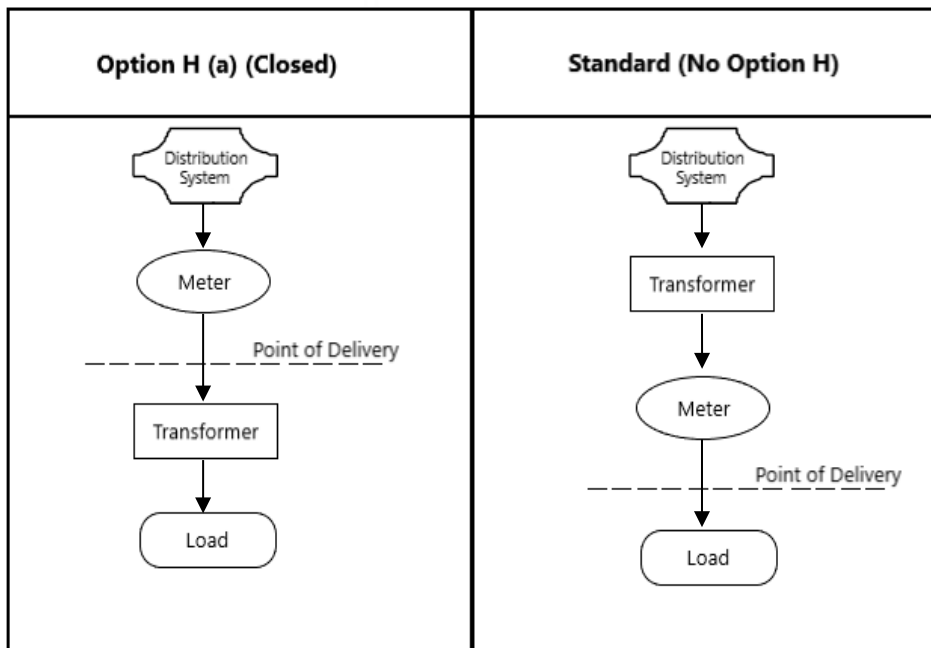 Option H (a) (Closed)
Standard (No Option H)
Distribution
System
Meter
Point of Delivery
Transformer
Load
Distribution
System
Transformer
Meter
Point of Delivery
Load